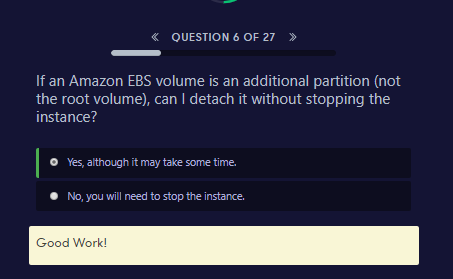 « QUESTION 6 OF 27 »
If an Amazon EBS volume is an additional partition (not
the root volume), can I detach it without stopping the
instance?
Yes, although it may take some time.
No, you will need to stop the instance.
Good Work!